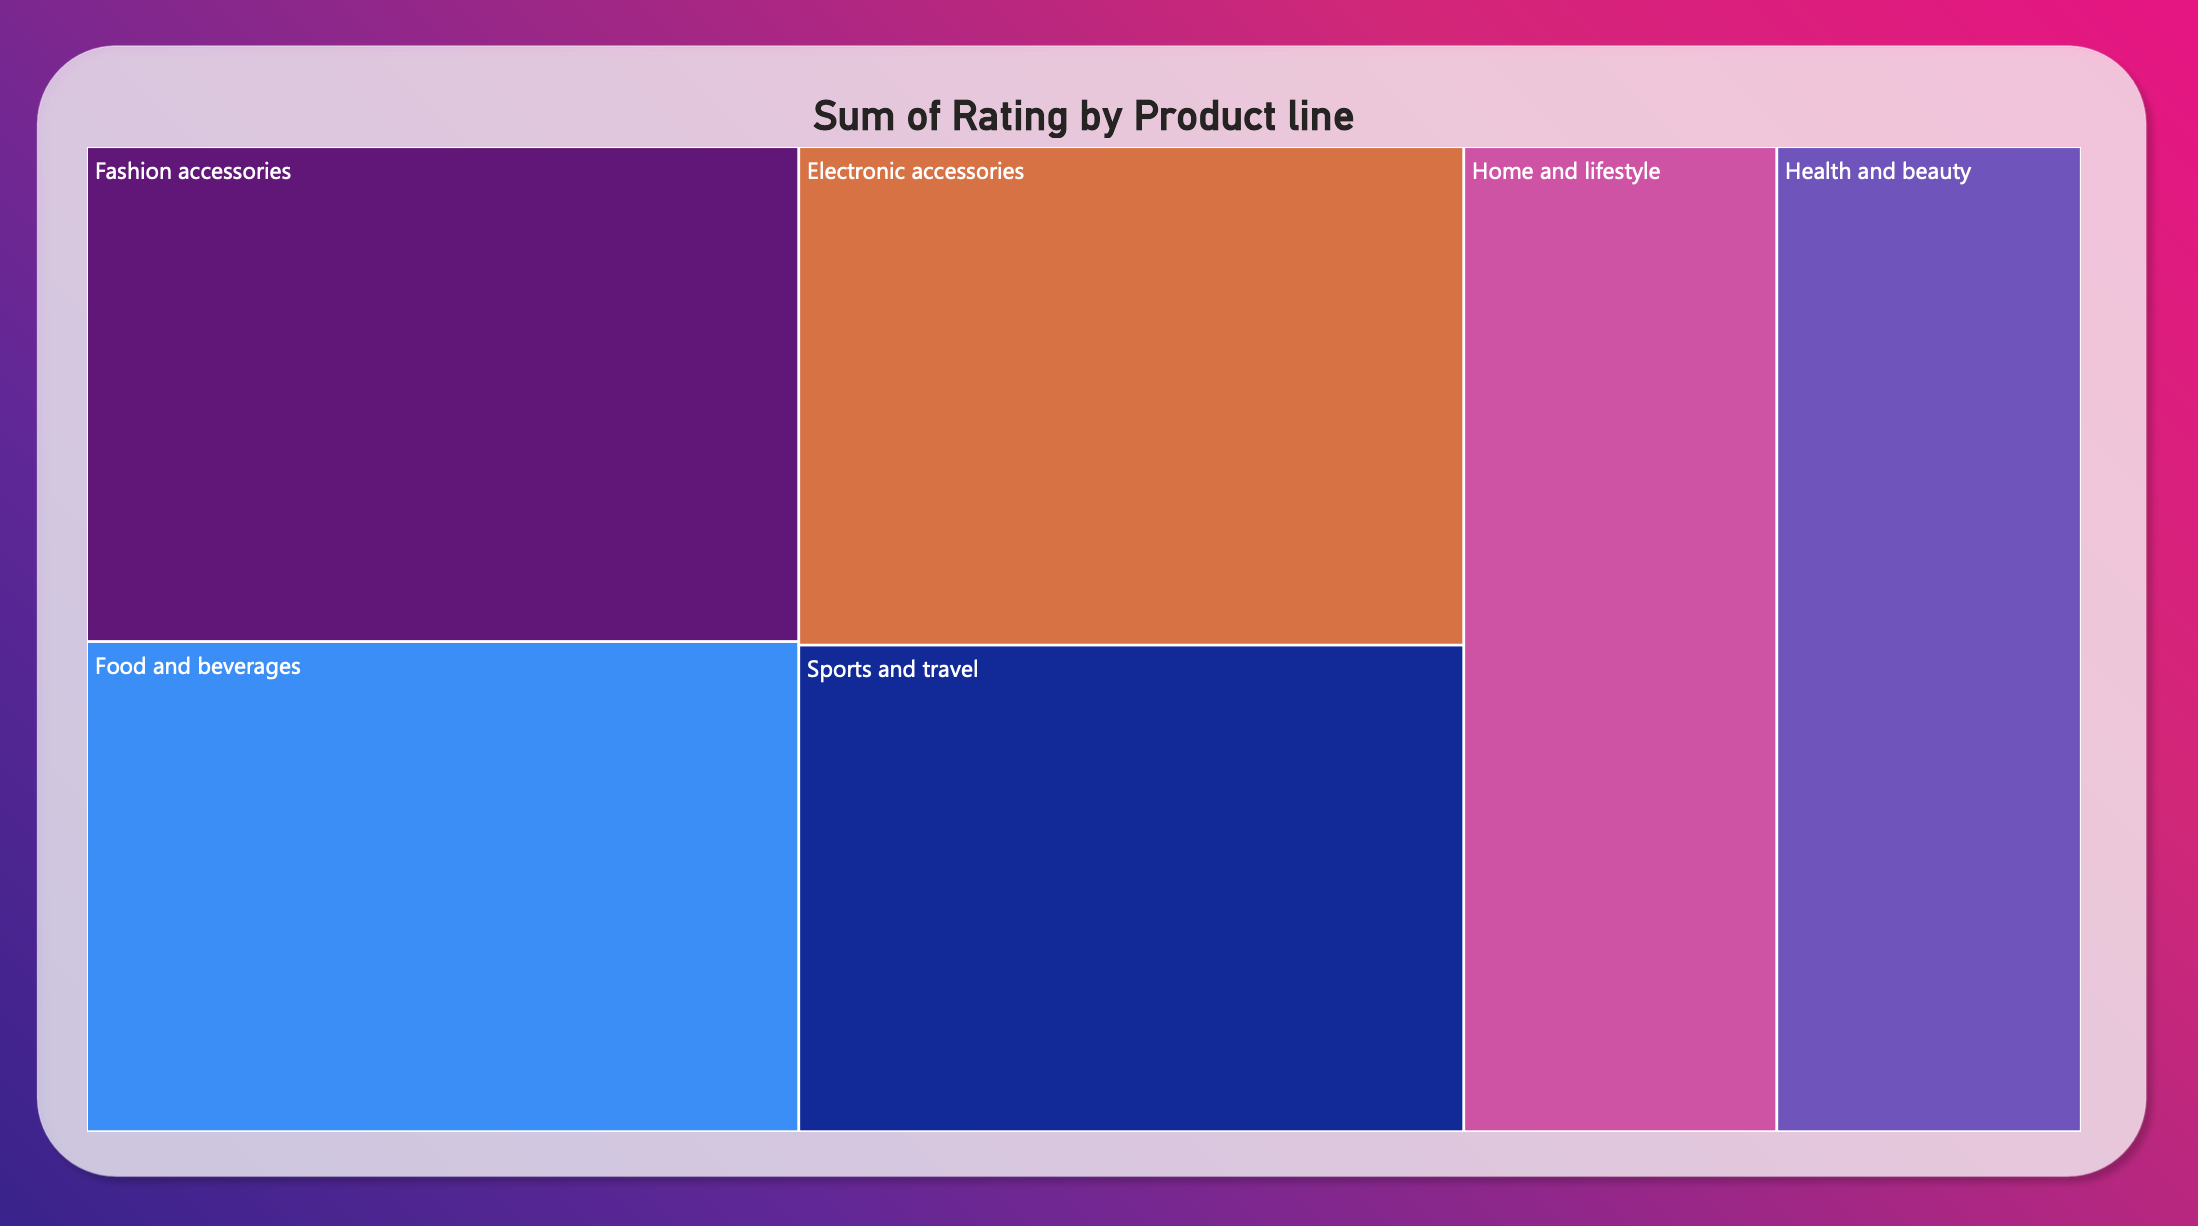 Sum of Rating by Product line
Fashion accessories
Electronic accessories
Home and lifestyle
Health and beauty
Food and beverages
Sports and travel